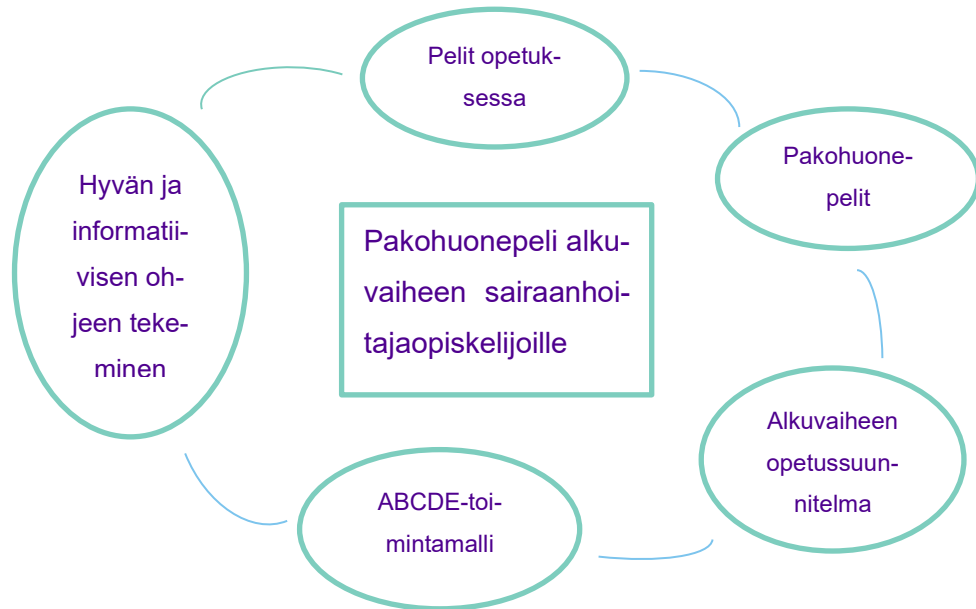 Pelit opetuk-
sessa
Pakohuone-
pelit
Hyvän ja
informatii-
visen oh-
jeen teke-
minen
Pakohuonepeli alku-
vaiheen sairaanhoi-
tajaopiskelijoille
Alkuvaiheen
opetussuun-
nitelma
ABCDE-toi-
mintamalli